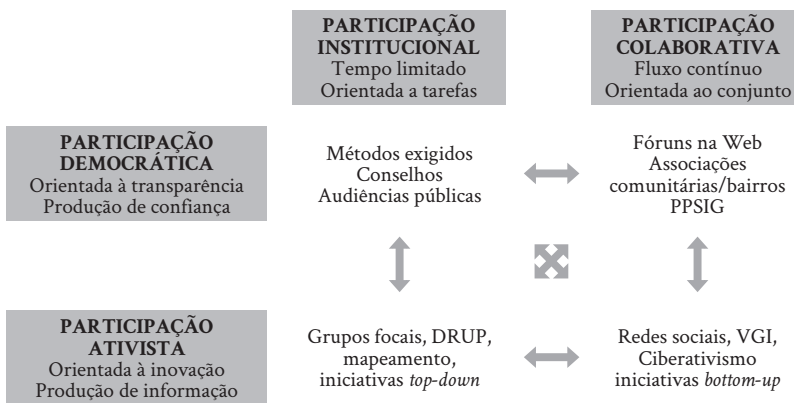 PARTICIPAÇÃO
INSTITUCIONAL
Tempo limitado
Orientada a tarefas
PARTICIPAÇÃO
COLABORATIVA
Fluxo contínuo
Orientada ao conjunto
PARTICIPAÇÃO
DEMOCRÁTICA
Orientada à transparência
Produção de confiança
Métodos exigidos
Conselhos
Audiências públicas
Fóruns na Web
Associações
comunitárias/bairros
PPSIG
PARTICIPAÇÃO
ATIVISTA
Orientada à inovação
Produção de informação
Grupos focais, DRUP,
mapeamento,
iniciativas top-down
Redes sociais, VGI,
Ciberativismo
iniciativas bottom-up